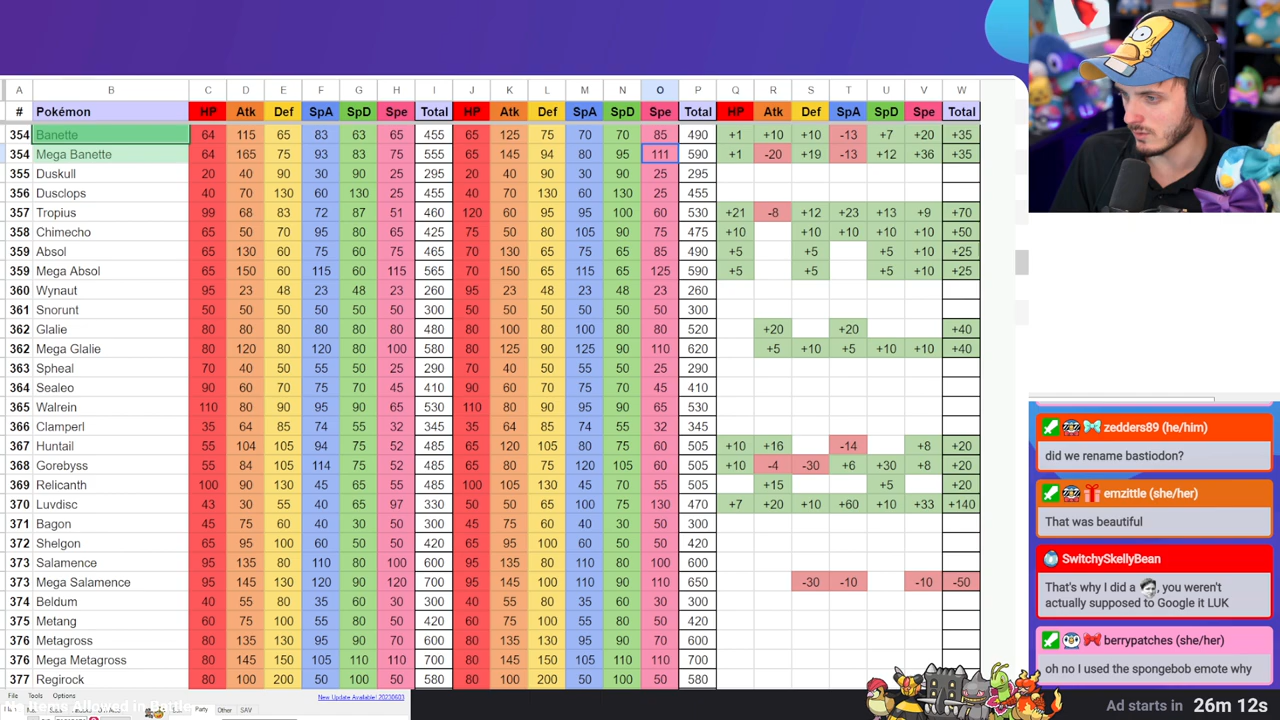 A B C D E F G H I J K L M N O P Q R S T U V W
# Pokémon HP Atk Def SpA SpD Spe Total HP Atk Def SpA SpD Spe Total HP Atk Def SpA SpD Spe Total
354 Banette 64 115 65 83 63 65 455 65 125 75 70 70 85 490 +1 +10 +10 -13 +7 +20 +35
354 Mega Banette 64 165 75 93 83 75 555 65 145 94 80 95 111 590 +1 -20 +19 -13 +12 +36 +35
355 Duskull 20 40 90 30 90 25 295 20 40 90 30 90 25 295
356 Dusclops 40 70 130 60 130 25 455 40 70 130 60 130 25 455
357 Tropius 99 68 83 72 87 51 460 120 60 95 95 100 60 530 +21 -8 +12 +23 +13 +9 +70
358 Chimecho 65 50 70 95 80 65 425 75 50 80 105 90 75 475 +10 +10 +10 +10 +10 +50
359 Absol 65 130 60 75 60 75 465 70 130 65 75 65 85 490 +5 +5 +5 +10 +25
359 Mega Absol 65 150 60 115 60 115 565 70 150 65 115 65 125 590 +5 +5 +5 +10 +25
360 Wynaut 95 23 48 23 48 23 260 95 23 48 23 48 23 260
361 Snorunt 50 50 50 50 50 50 300 50 50 50 50 50 50 300
362 Glalie 80 80 80 80 80 80 480 80 100 80 100 80 80 520 +20 +20 +40
362 Mega Glalie 80 120 80 120 80 100 580 80 125 90 125 90 110 620 +5 +10 +5 +10 +10 +40
363 Spheal 70 40 50 55 50 25 290 70 40 50 55 50 25 290
364 Sealeo 90 60 70 75 70 45 410 90 60 70 75 70 45 410
365 Walrein 110 80 90 95 90 65 530 110 80 90 95 90 65 530
366 Clamperl 35 64 85 74 55 32 345 35 64 85 74 55 32 345
367 Huntail 55 104 105 94 75 52 485 65 120 105 80 75 60 505 +10 +16 -14 +8 +20
368 Gorebyss 55 84 105 114 75 52 485 65 80 75 120 105 60 505 +10 -4 -30 +6 +30 +8 +20
369 Relicanth 100 90 130 45 65 55 485 100 105 130 45 70 55 505 +15 +5 +20
370 Luvdisc 43 30 55 40 65 97 330 50 50 65 100 75 130 470 +7 +20 +10 +60 +10 +33 +140
371 Bagon 45 75 60 40 30 50 300 45 75 60 40 30 50 300
372 Shelgon 65 95 100 60 50 50 420 65 95 100 60 50 50 420
373 Salamence 95 135 80 110 80 100 600 95 135 80 110 80 100 600
373 Mega Salamence 95 145 130 120 90 120 700 95 145 100 110 90 110 650 -30 -10 -10 -50
374 Beldum 40 55 80 35 60 30 300 40 55 80 35 60 30 300
375 Metang 60 75 100 55 80 50 420 60 75 100 55 80 50 420
376 Metagross 80 135 130 95 90 70 600 80 135 130 95 90 70 600
376 Mega Metagross 80 145 150 105 110 110 700 80 145 150 105 110 110 700
377 Regirock 80 100 200 50 100 50 580 80 100 200 50 100 50 580
File Tools Options
New Update Available! 20230603
Items Allowed in Battle
Party Other SAV
zedders89 (he/him)
did we rename bastiodon?
emzittle (she/her)
That was beautiful
SwitchySkellyBean
That's why I did a , you weren't
actually supposed to Google it LUK
berrypatches (she/her)
oh no I used the spongebob emote why
Ad starts in 26m 12s